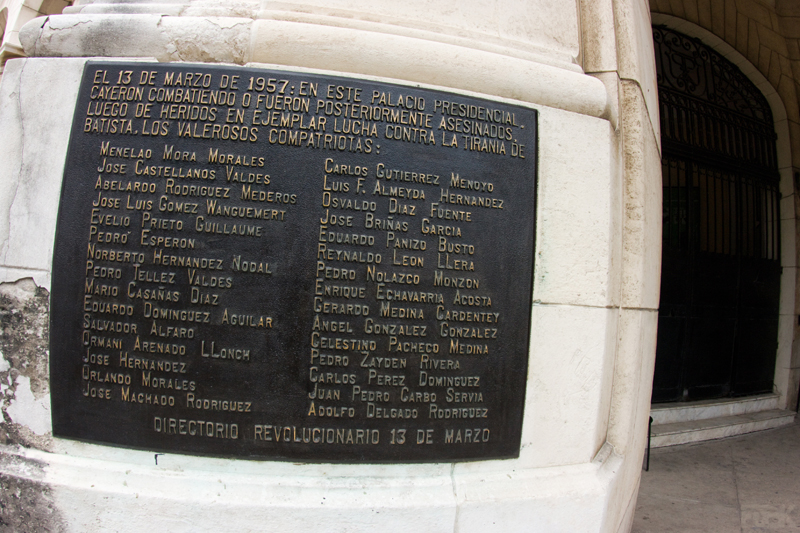 EL 13 DE MARZO DE 1957: EN ESTE PALACIO PRESIDENCIAL
CAYERON COMBATIENDO O FUERON POSTERIORMENTE ASESINADOS,
LUEGO DE HERIDOS EN EJEMPLAR LUCHA CONTRA LA TIRANIA DE
BATISTA, LOS VALEROSOS COMPATRIOTAS:
MENELAO MORA MORALES
JOSE CASTELLANOS VALDES
ABELARDO RODRIGUEZ MEDEROS
JOSE LUIS GOMEZ WANGUEMERT
EVELIO PRIETO GUILLAUME
PEDRO ESPERON
NORBERTO HERNANDEZ NODAL
PEDRO TELLEZ VALDES
MARIO CASAÑAS DIAZ
EDUARDO DOMINGUEZ AGUILAR
SALVADOR ALFARO
ORMANI ARENADO LLONCH
JOSE HERNANDEZ
ORLANDO MORALES
JOSE MACHADO RODRIGUEZ
CARLOS GUTIERREZ MENOYO
LUIS F. ALMEYDA HERNANDEZ
OSVALDO DIAZ FUENTE
JOSE BRIÑAS GARCIA
EDUARDO PANIZO BUSTO
REYNALDO LEON LLERA
PEDRO NOLAZCO MONZON
ENRIQUE ECHAVARRIA ACOSTA
GERARDO MEDINA CARDENTEY
ANGEL GONZALEZ GONZALEZ
CELESTINO PACHECO MEDINA
PEDRO ZAYDEN RIVERA
CARLOS PEREZ DOMINGUEZ
JUAN PEDRO CARBO SERVIA
ADOLFO DELGADO RODRIGUEZ
DIRECTORIO REVOLUCIONARIO 13 DE MARZO